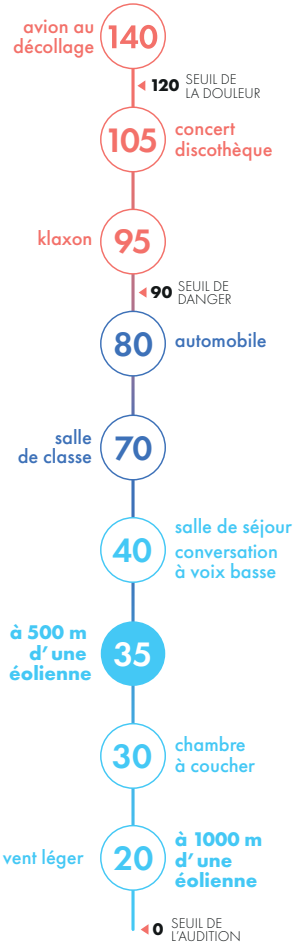 avion au
décollage
140
120 SEUIL DE
LA DOULEUR
105
concert
discothèque
klaxon
95
90 SEUIL DE
DANGER
80
automobile
salle
de classe
70
40
salle de séjour
conversation
à voix basse
à 500 m
d’une
éolienne
35
30
chambre
à coucher
vent léger
20
à 1000 m
d’une
éolienne
0 SEUIL DE
L’AUDITION